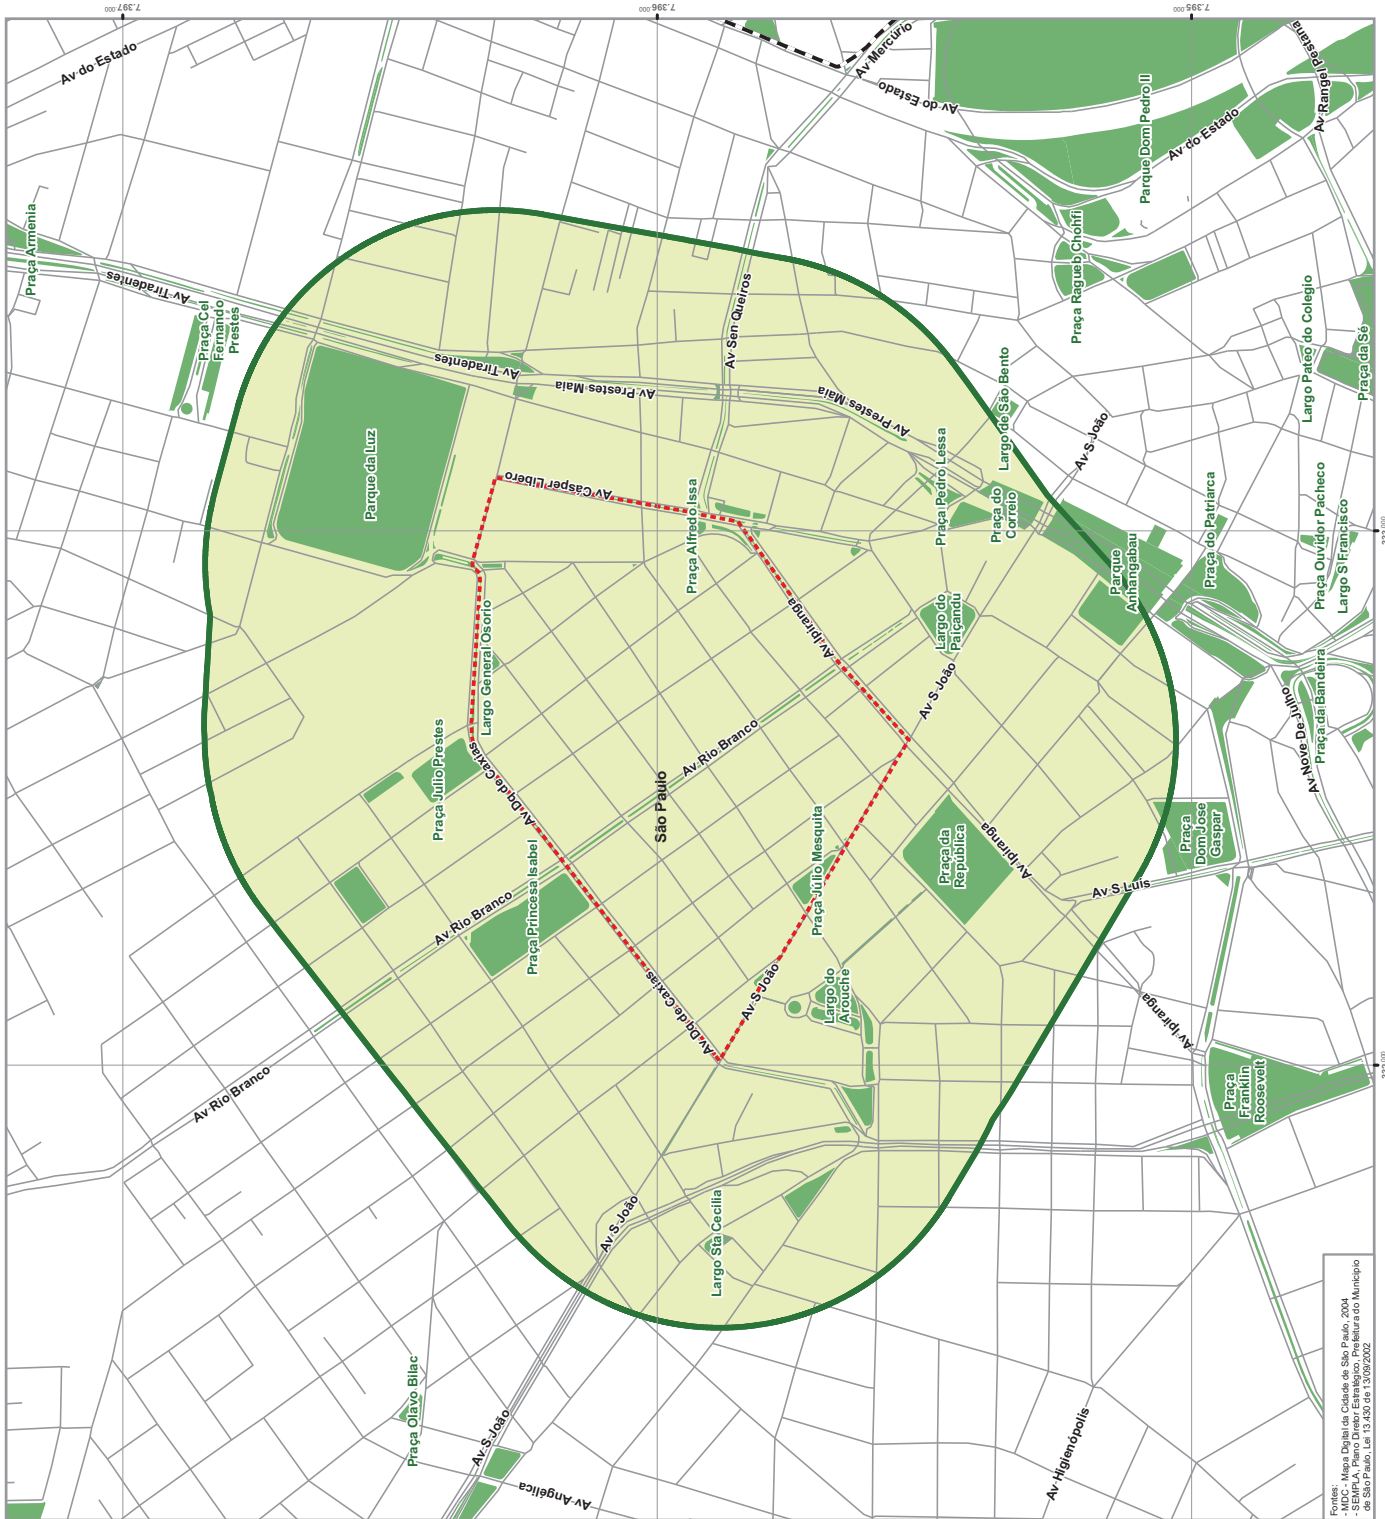 7.397.000
7.396.000
7.395.000
Av do Estado
Av Mercúrio
Av do Estado
Av Rangel Pestana
Parque Dom Pedro II
Av do Estado
Praça Armenia
Av Tiradentes
Praça Cel
Fernando
Prestes
Praça Ragueb Chohfi
Av Sen Queiros
Largo Pateo do Colegio
Praça da Sé
Av Tiradentes
Av Prestes Maia
Av Prestes Maia
Largo de São Bento
Av S João
Parque da Luz
Av Cásper Libero
Praça Alfredo Issa
Praça Pedro Lessa
Praça do
Correio
Praça do Patriarca
Praça Ouvidor Pacheco
Largo S Francisco
Parque
Anhangabau
Largo General Osorio
Av Ipiranga
Largo do
Paiçandu
Av S João
Praça da Bandeira
Av Nove De Julho
Praça Júlio Prestes
Av Dq de Caxias
Av Rio Branco
São Paulo
Praça Júlio Mesquita
Praça da
República
Av Ipiranga
Praça
Dom Jose
Gaspar
Av S Luis
Praça Princesa Isabel
Av Rio Branco
Av Dq de Caxias
Av S João
Largo do
Arouche
Av Ipiranga
Av Rio Branco
Praça
Franklin
Roosevelt
Av S João
Largo Sta Cecilia
Praça Olavo Bilac
Av S João
Av Angélica
Av Higienópolis
Fontes:
- MDC - Mapa Digital da Cidade de São Paulo, 2004
- SEMPLA, Plano Diretor Estratégico, Prefeitura do Município
de São Paulo, Lei 13.430 de 13/09/2002